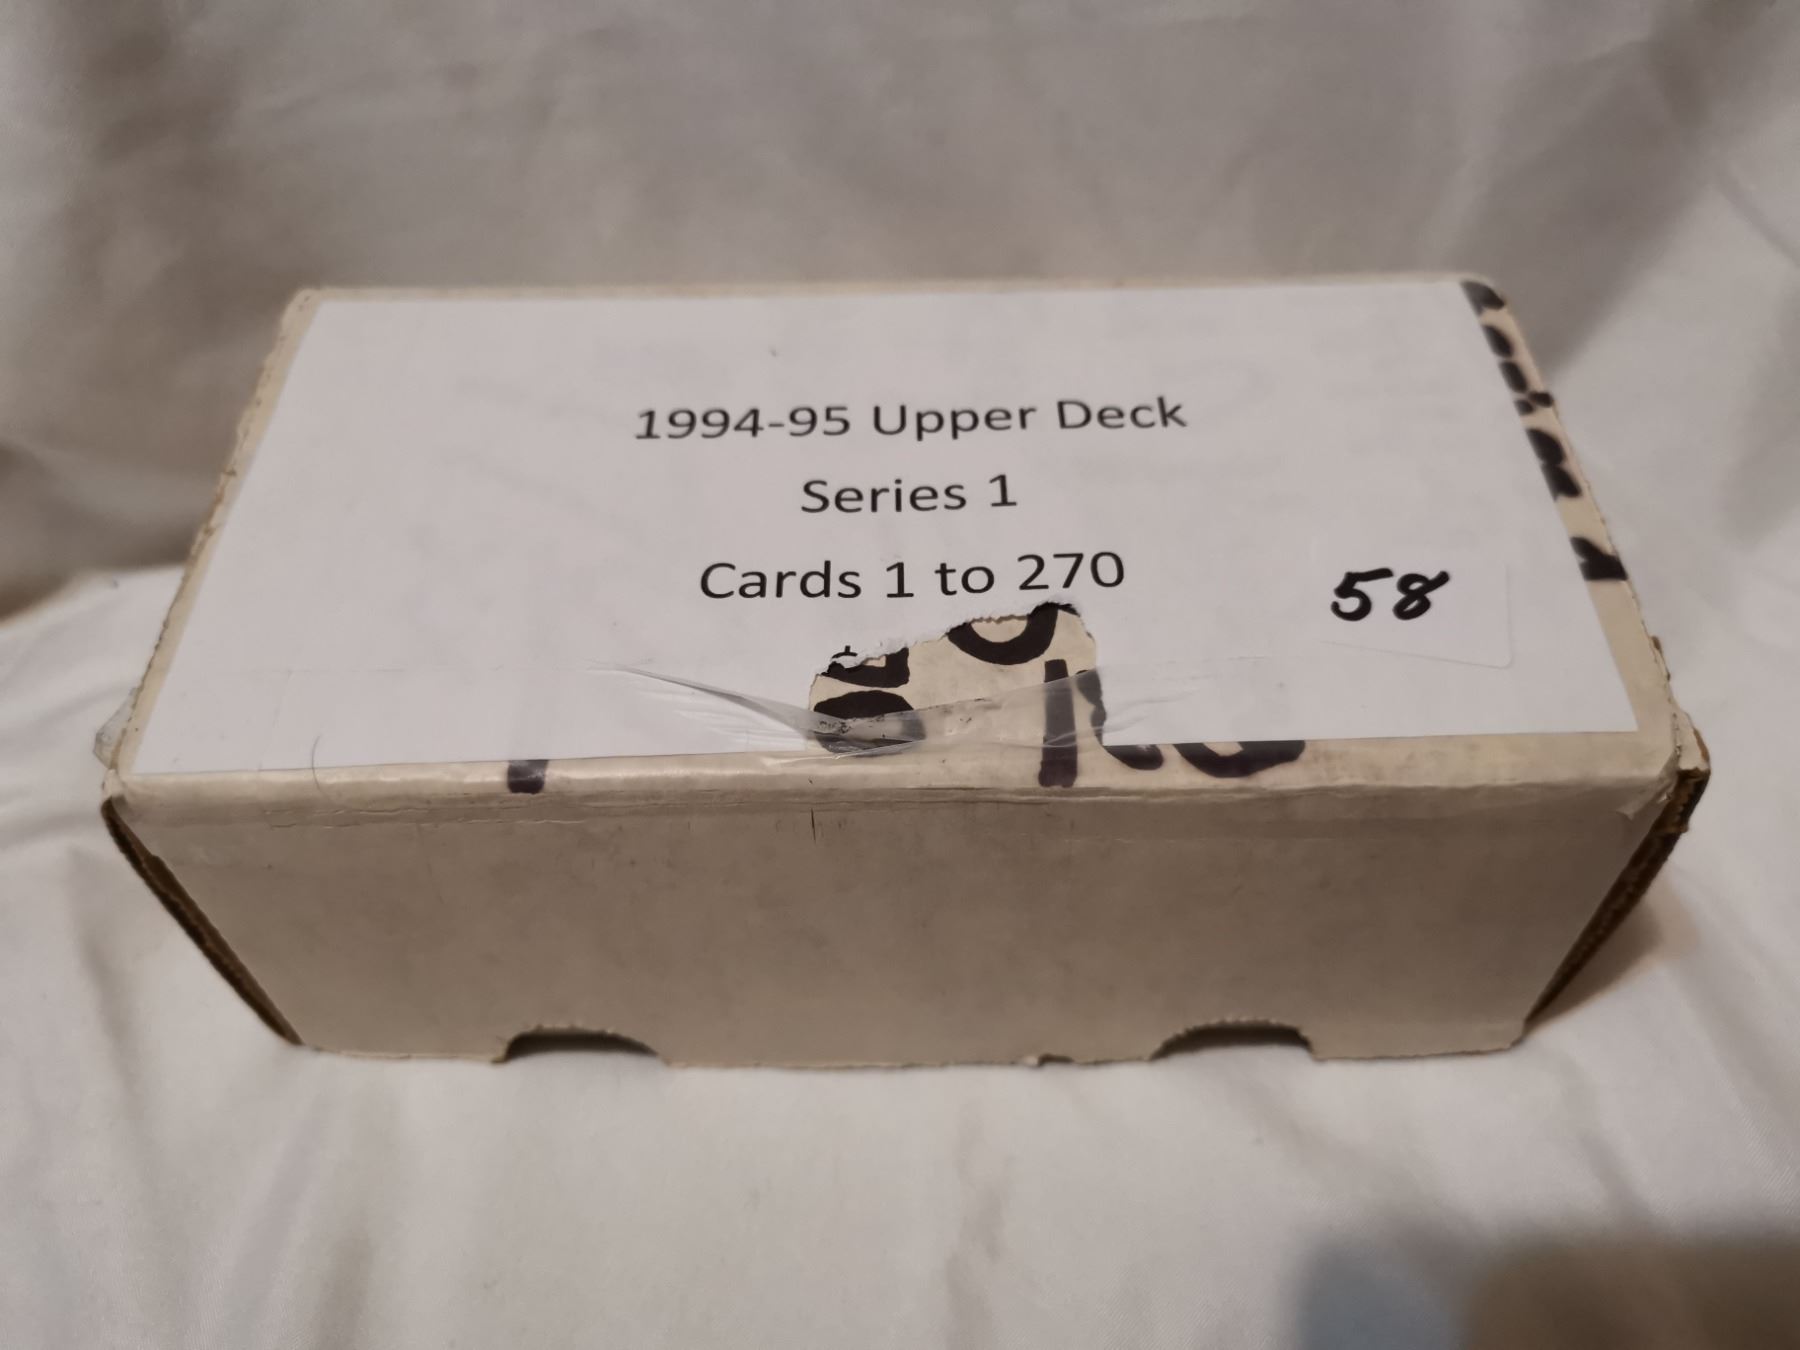 1994-95 Upper Deck
Series 1
Cards 1 to 270
58